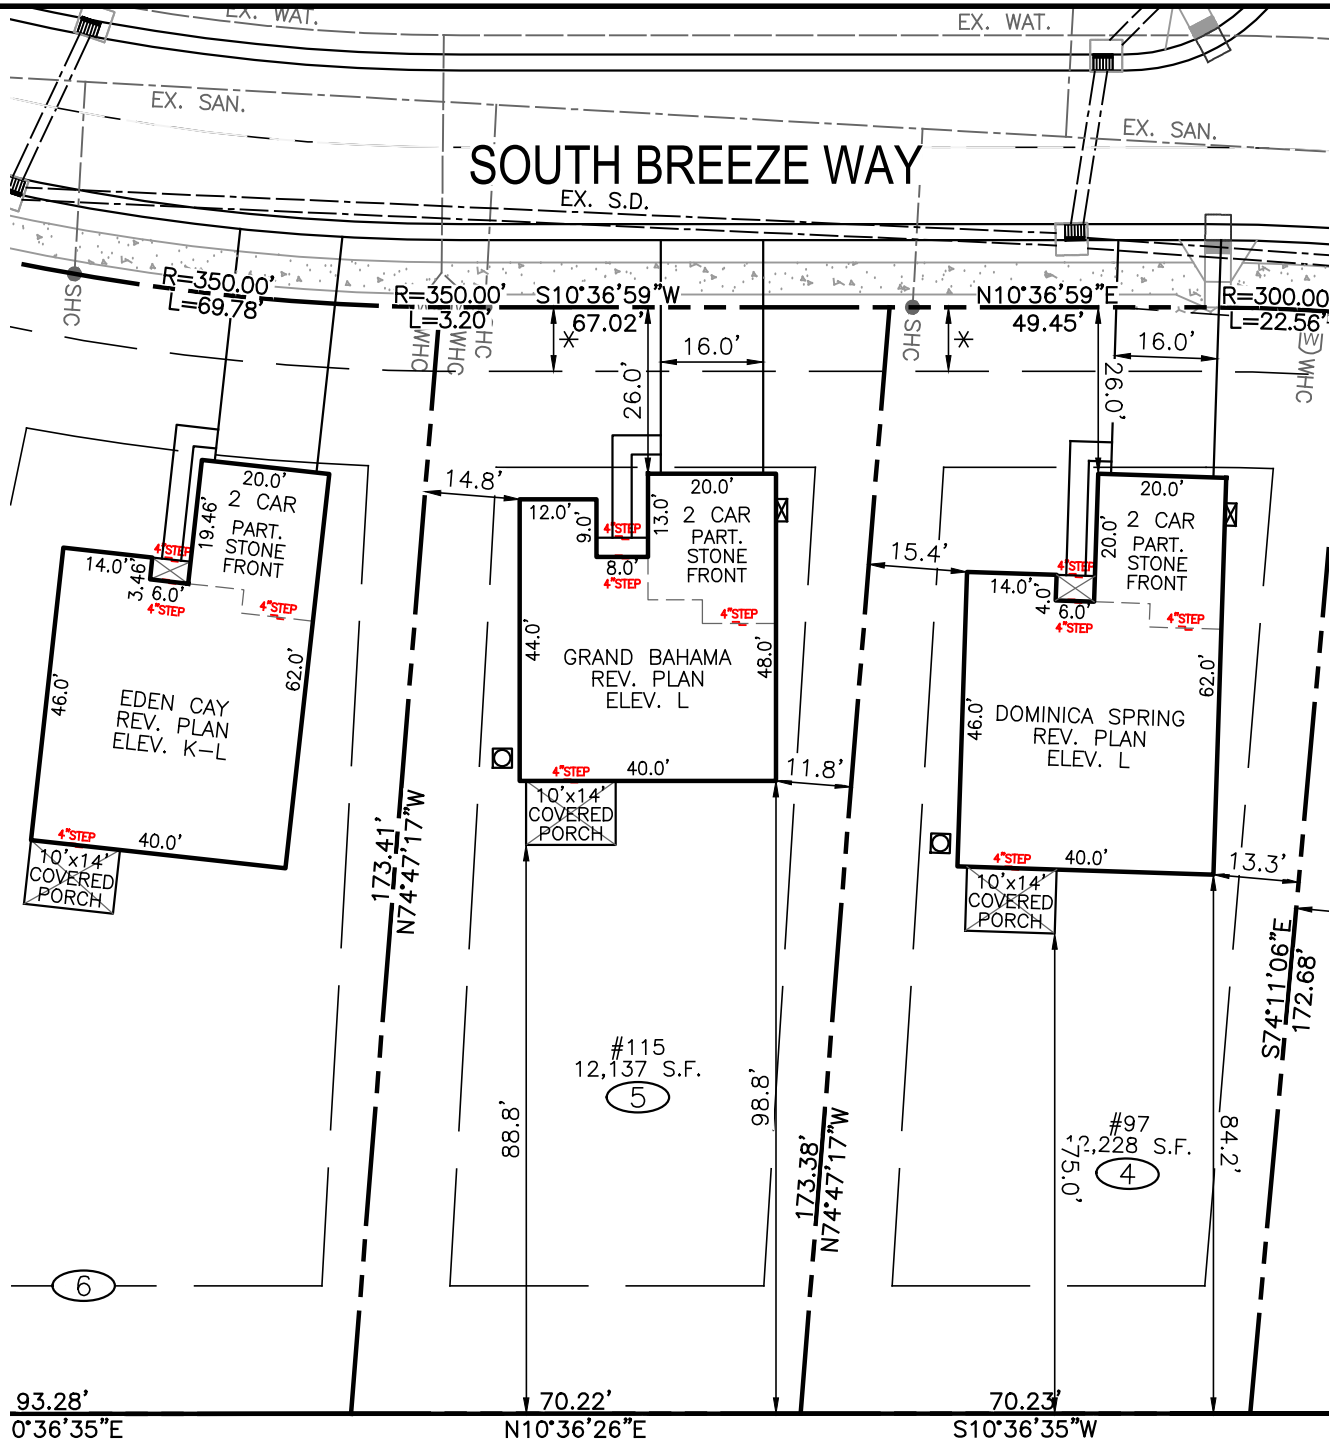 EX. WAT.
EX. WAT.
EX. SAN.
EX. SAN.
SOUTH BREEZE WAY
EX. S.D.
R=350.00'
L=69.78'
R=350.00'
L=3.20'
S10°36'59"W
67.02'
N10°36'59"E
49.45'
R=300.00
L=22.56'
SHC
WHC
WHC
HC
SHC
(W)WHC
*
*
26.0'
16.0'
26.0'
16.0'
20.0'
2 CAR
PART.
STONE
FRONT
19.46'
4"STEP
14.0'
3.46'
6.0'
4"STEP
4"STEP
46.0'
62.0'
EDEN CAY
REV. PLAN
ELEV. K-L
4"STEP
40.0'
10'x14'
COVERED
PORCH
14.8'
12.0'
9.0'
4"STEP
13.0'
20.0'
2 CAR
PART.
STONE
FRONT
8.0'
4"STEP
4"STEP
44.0'
48.0'
GRAND BAHAMA
REV. PLAN
ELEV. L
4"STEP
40.0'
11.8'
10'x14'
COVERED
PORCH
15.4'
20.0'
2 CAR
PART.
STONE
FRONT
20.0'
14.0'
4"STEP
4.0'
6.0'
4"STEP
4"STEP
46.0'
62.0'
DOMINICA SPRING
REV. PLAN
ELEV. L
4"STEP
40.0'
13.3'
10'x14'
COVERED
PORCH
173.41'
N74°47'17"W
173.38'
N74°47'17"W
S74°11'06"E
172.68'
#115
12,137 S.F.
5
88.8'
98.8'
#97
12,228 S.F.
4
75.0'
84.2'
6
93.28'
0°36'35"E
70.22'
N10°36'26"E
70.23'
S10°36'35"W